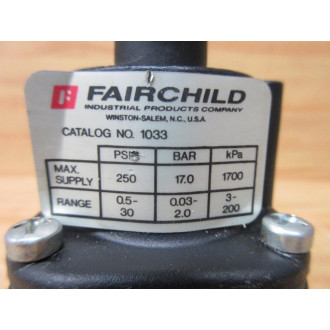 FAIRCHILD
INDUSTRIAL PRODUCTS COMPANY
WINSTON-SALEM, N.C., U.S.A.
CATALOG NO. 1033
PSIG BAR kPa
MAX. SUPPLY 250 17.0 1700
RANGE 0.5-30 0.03-2.0 3-200